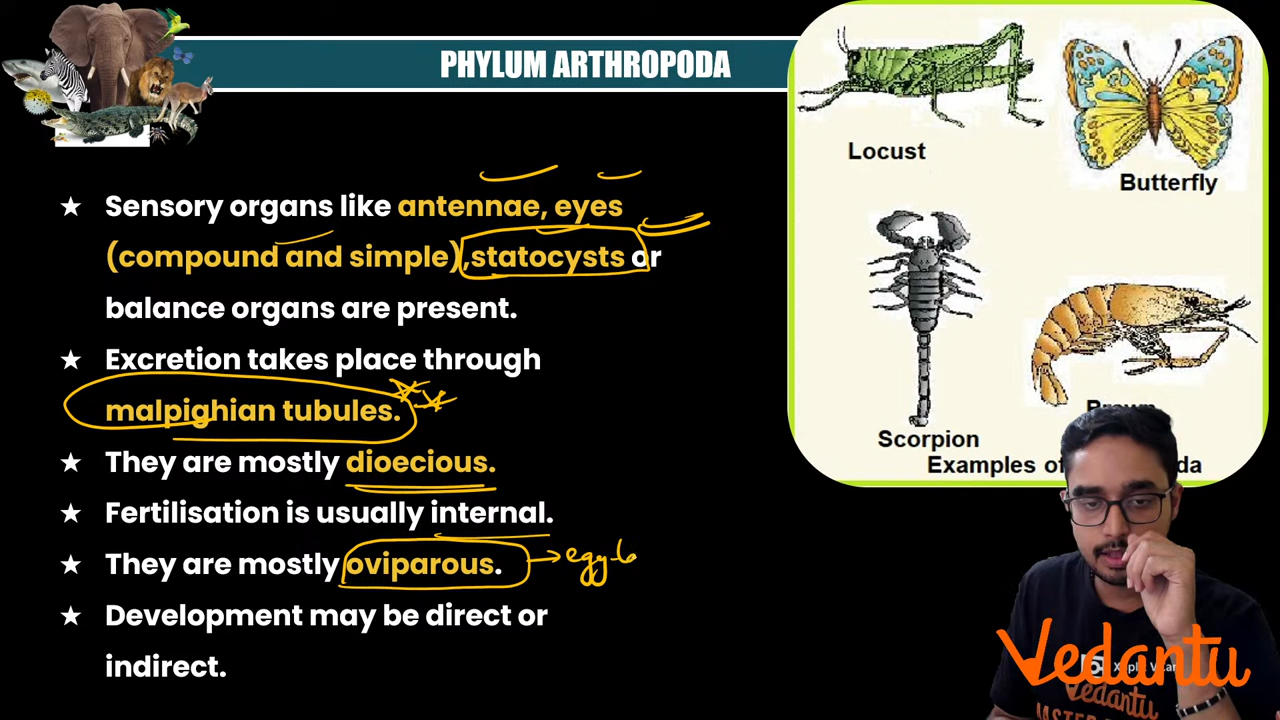 PHYLUM ARTHROPODA
★ Sensory organs like antennae, eyes
(compound and simple),statocysts or
balance organs are present.
★ Excretion takes place through
malpighian tubules.
★ They are mostly dioecious.
★ Fertilisation is usually internal.
★ They are mostly oviparous. → egg-
★ Development may be direct or
indirect.
Locust
Butterfly
Scorpion
Examples of
Vedantu
Vedantu